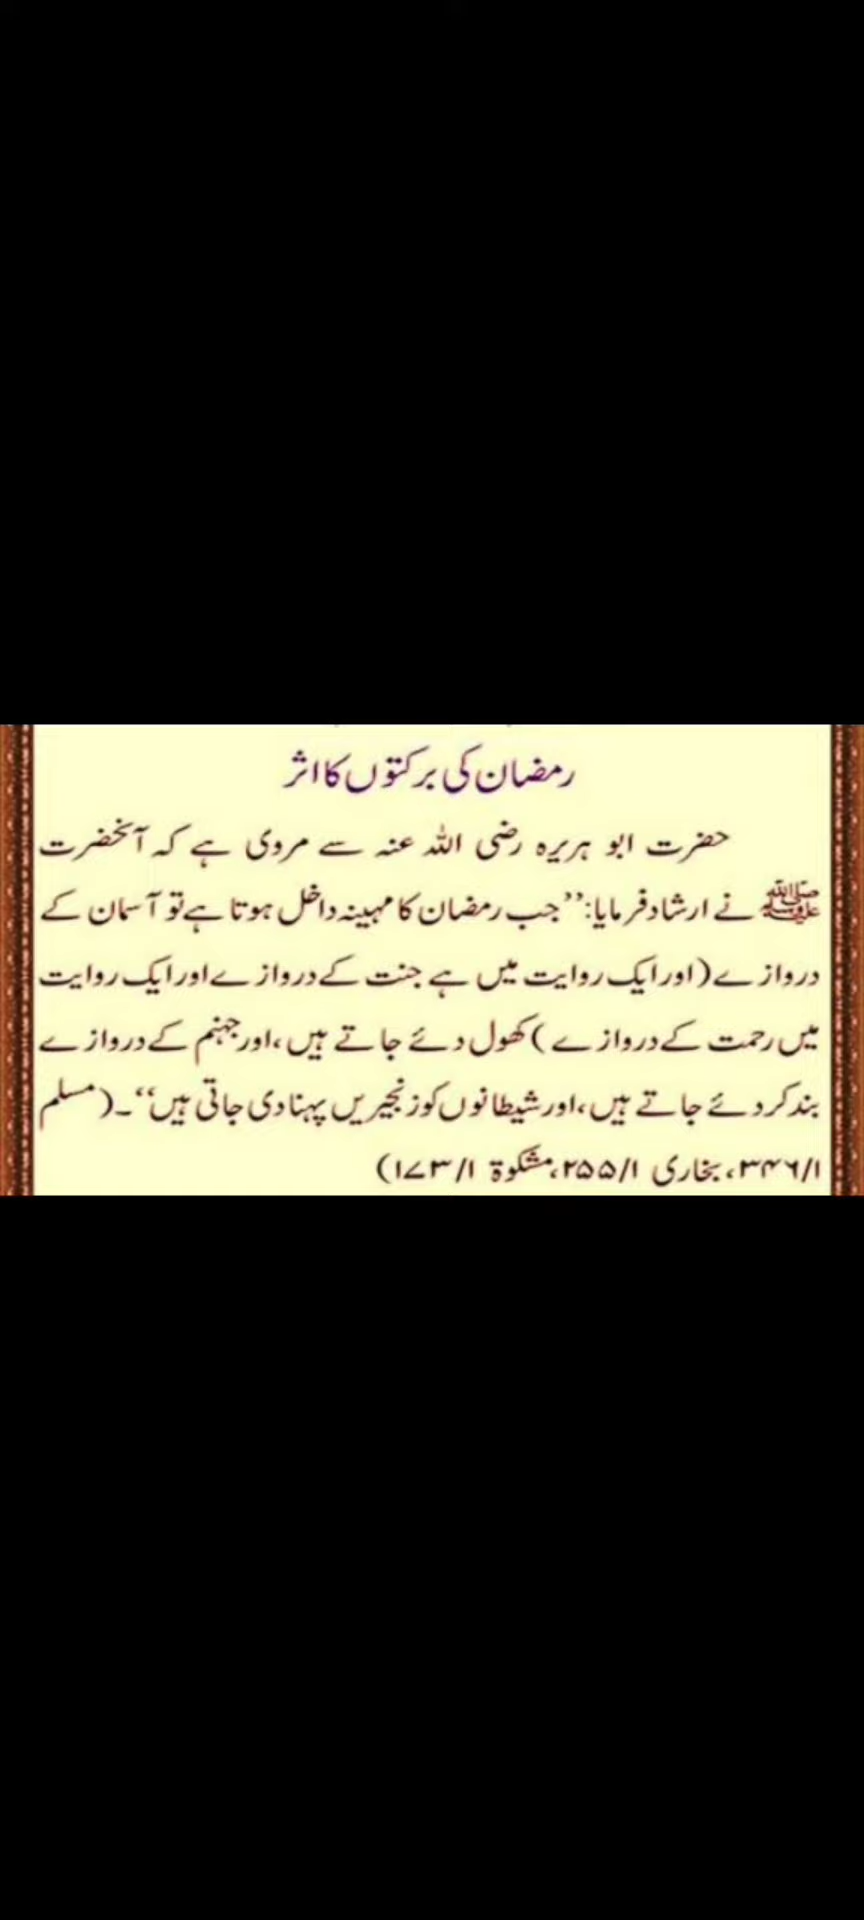 رمضان کی برکتوں کا اثر
حضرت ابو ہریرہ رضی اللہ عنہ سے مروی ہے کہ آنحضرت
ﷺ نے ارشاد فرمایا: ’’جب رمضان کا مہینہ داخل ہوتا ہے تو آسمان کے
دروازے (اور ایک روایت میں ہے جنت کے دروازے اور ایک روایت
میں رحمت کے دروازے) کھول دئے جاتے ہیں، اور جہنم کے دروازے
بند کر دئے جاتے ہیں، اور شیطانوں کو زنجیریں پہنا دی جاتی ہیں‘‘۔ (مسلم
۳۴۶/۱، بخاری ۲۵۵/۱، مشکوۃ ۱۷۳/۱)